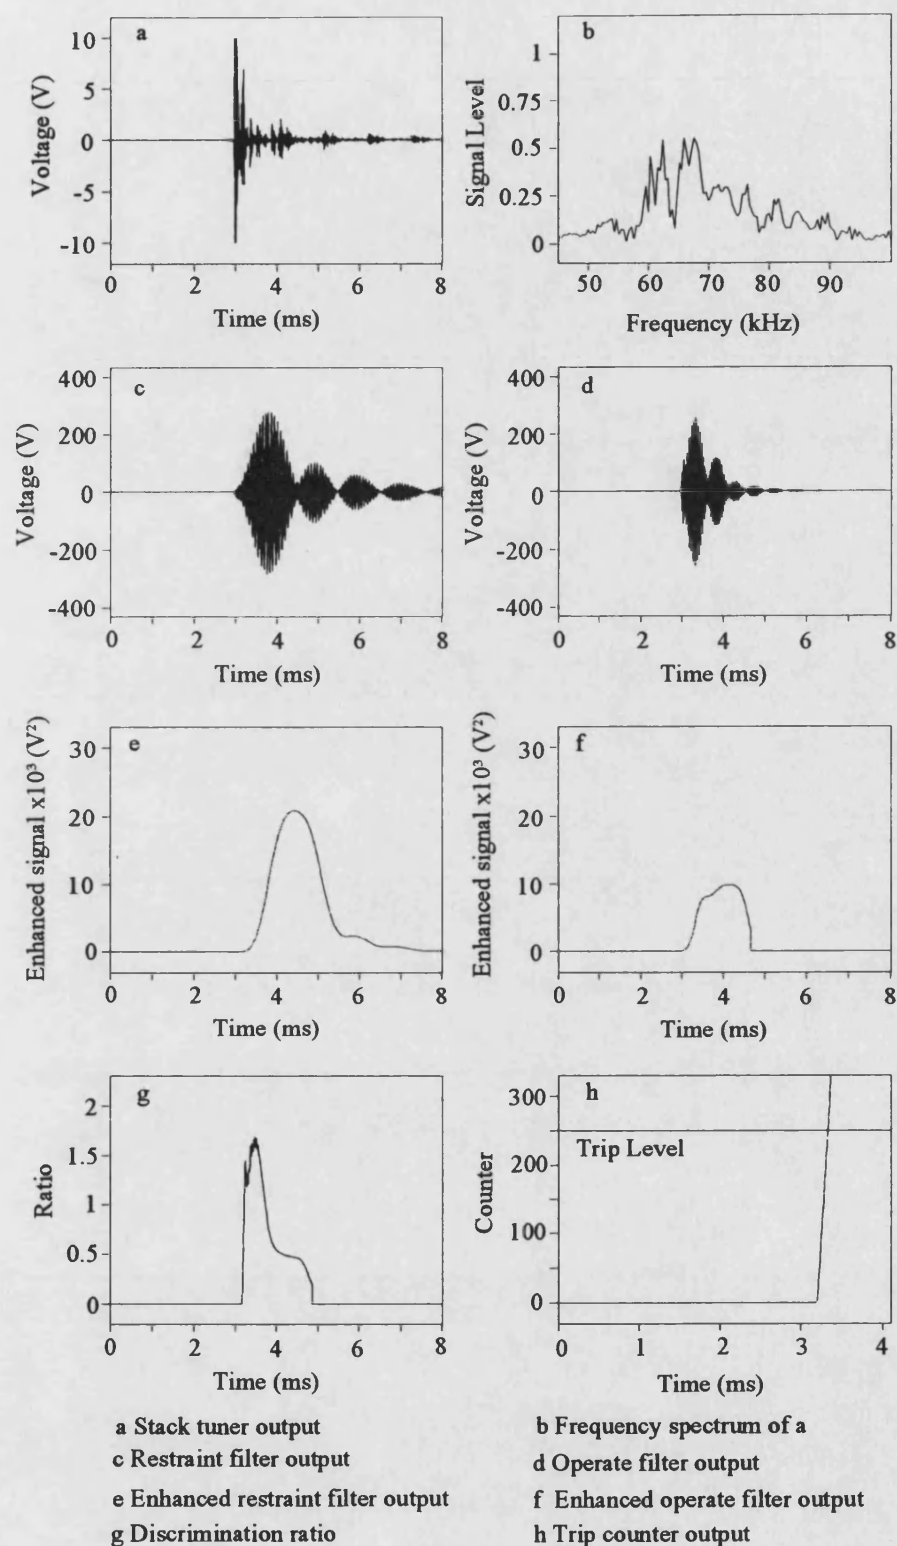 a
10
5
0
-5
-10
Voltage (V)
0 2 4 6 8
Time (ms)
b
1
0.75
0.5
0.25
0
Signal Level
50 60 70 80 90
Frequency (kHz)
c
400
200
0
-200
-400
Voltage (V)
0 2 4 6 8
Time (ms)
d
400
200
0
-200
-400
Voltage (V)
0 2 4 6 8
Time (ms)
e
30
20
10
0
Enhanced signal x10³ (V²)
0 2 4 6 8
Time (ms)
f
30
20
10
0
Enhanced signal x10³ (V²)
0 2 4 6 8
Time (ms)
g
2
1.5
1
0.5
0
Ratio
0 2 4 6 8
Time (ms)
h
300
200
100
0
Counter
Trip Level
0 1 2 3 4
Time (ms)
a Stack tuner output
b Frequency spectrum of a
c Restraint filter output
d Operate filter output
e Enhanced restraint filter output
f Enhanced operate filter output
g Discrimination ratio
h Trip counter output